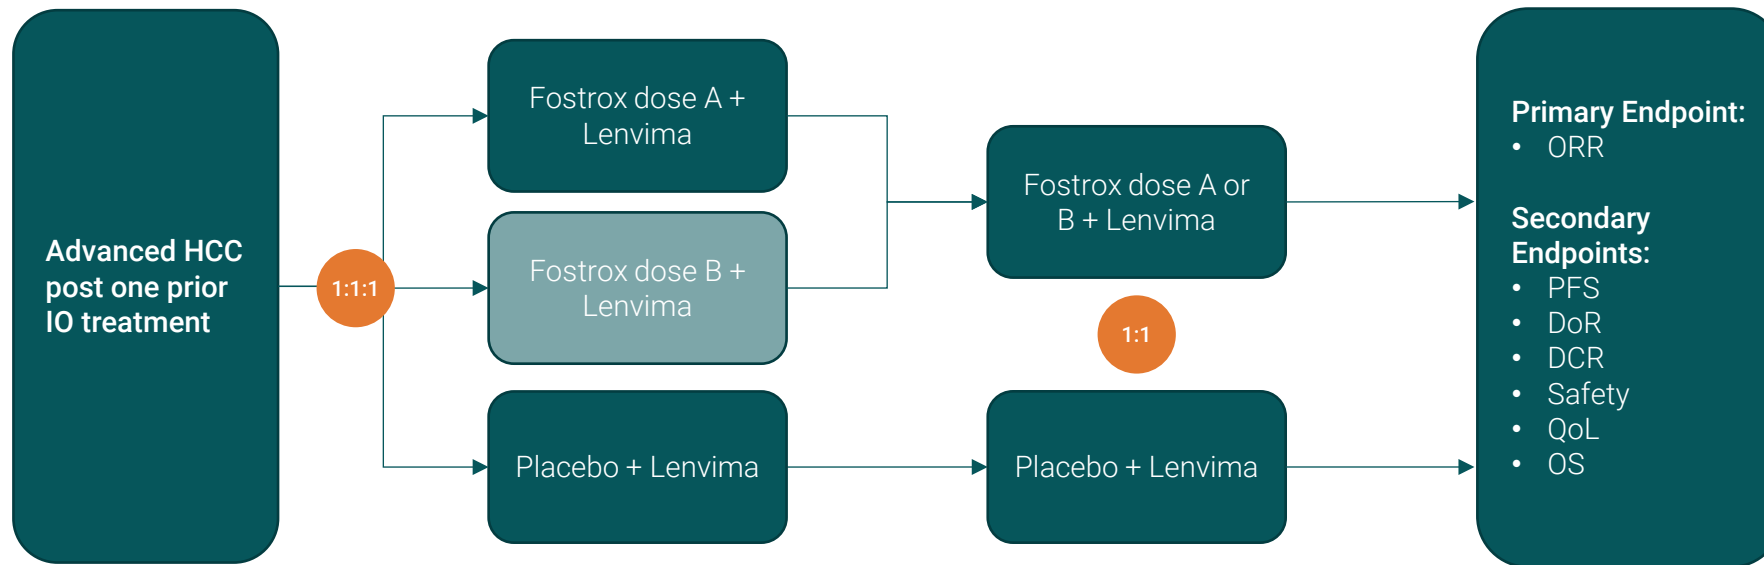 Advanced HCC
post one prior
IO treatment
1:1:1
Fostrox dose A +
Lenvima
Fostrox dose B +
Lenvima
Placebo + Lenvima
Fostrox dose A or
B + Lenvima
1:1
Placebo + Lenvima
Primary Endpoint:
• ORR
Secondary
Endpoints:
• PFS
• DoR
• DCR
• Safety
• QoL
• OS